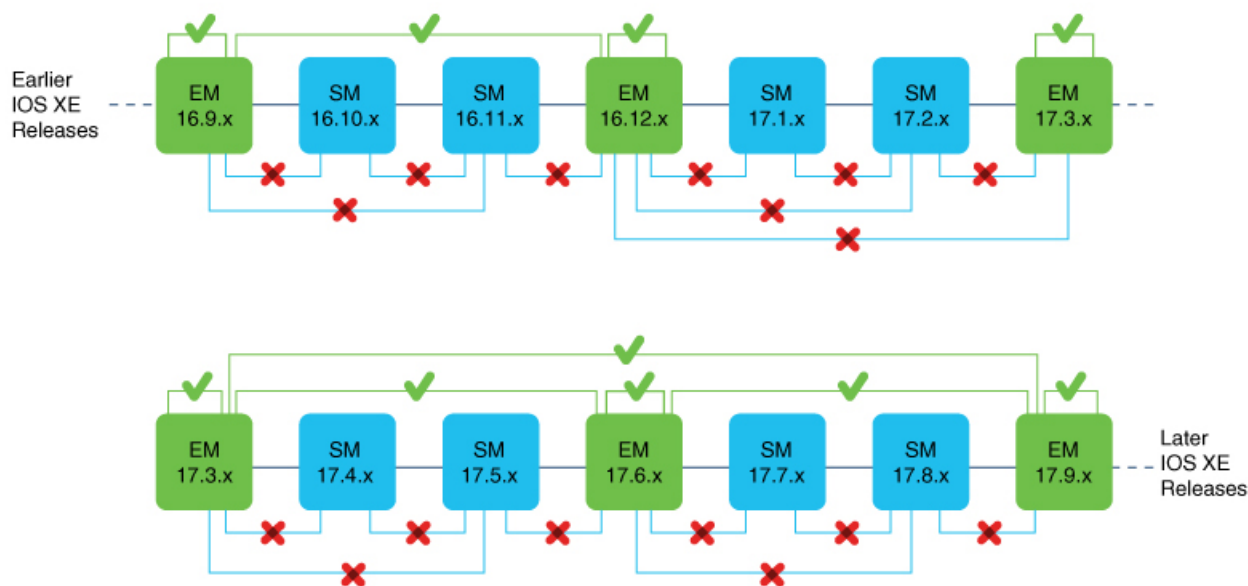 Earlier
IOS XE
Releases
EM
16.9.x
SM
16.10.x
SM
16.11.x
EM
16.12.x
SM
17.1.x
SM
17.2.x
EM
17.3.x
EM
17.3.x
SM
17.4.x
SM
17.5.x
EM
17.6.x
SM
17.7.x
SM
17.8.x
EM
17.9.x
Later
IOS XE
Releases